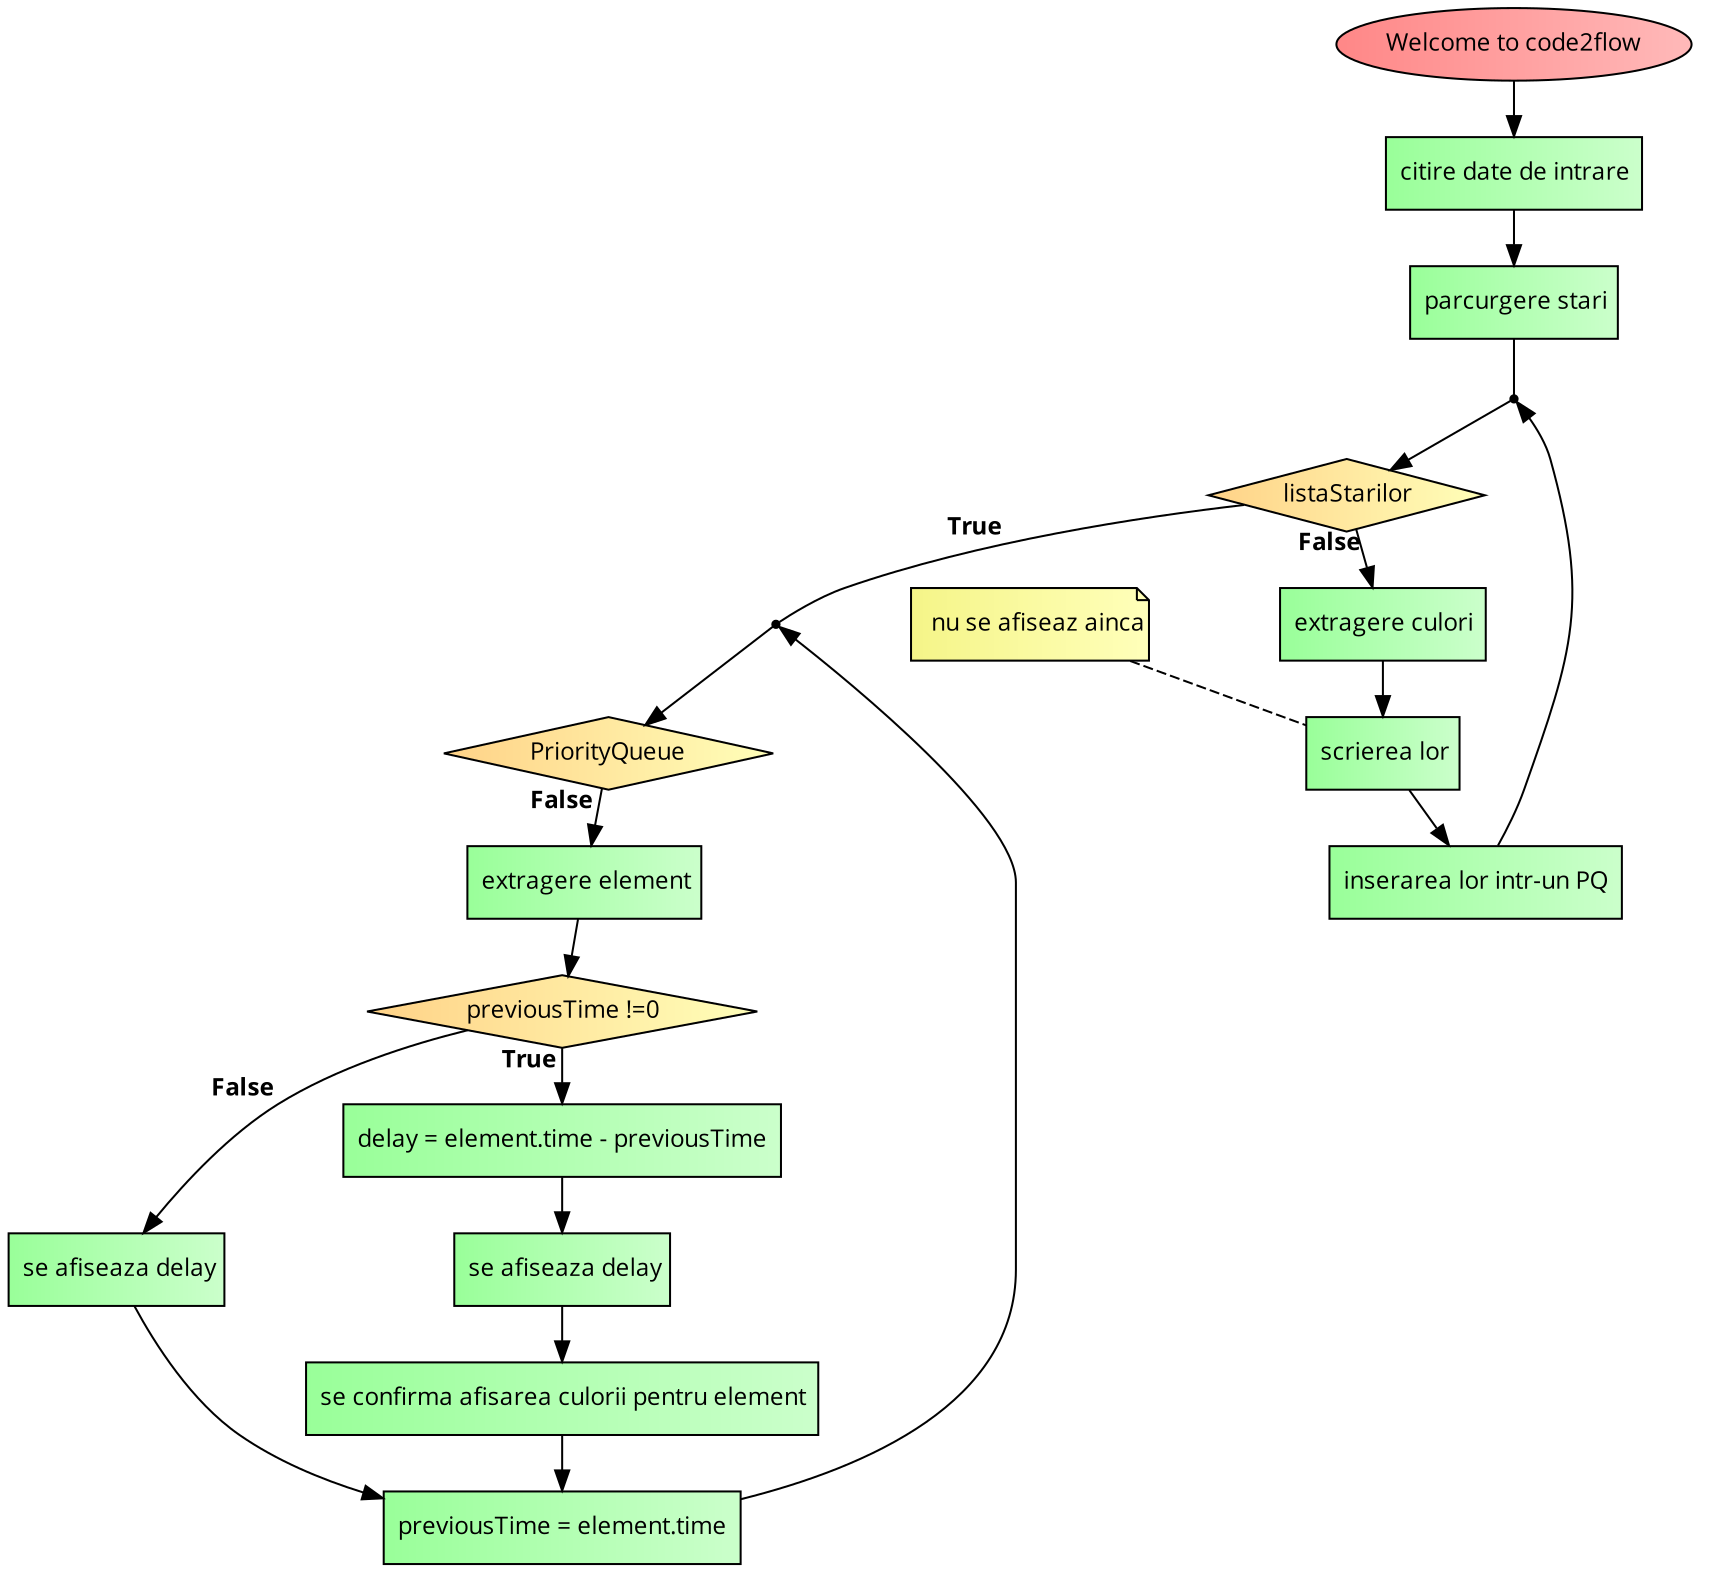 Welcome to code2flow
citire date de intrare
parcurgere stari
listaStarilor
True
False
nu se afiseaz ainca
extragere culori
PriorityQueue
scrierea lor
False
extragere element
inserarea lor intr-un PQ
previousTime !=0
True
False
delay = element.time - previousTime
se afiseaza delay
se afiseaza delay
se confirma afisarea culorii pentru element
previousTime = element.time